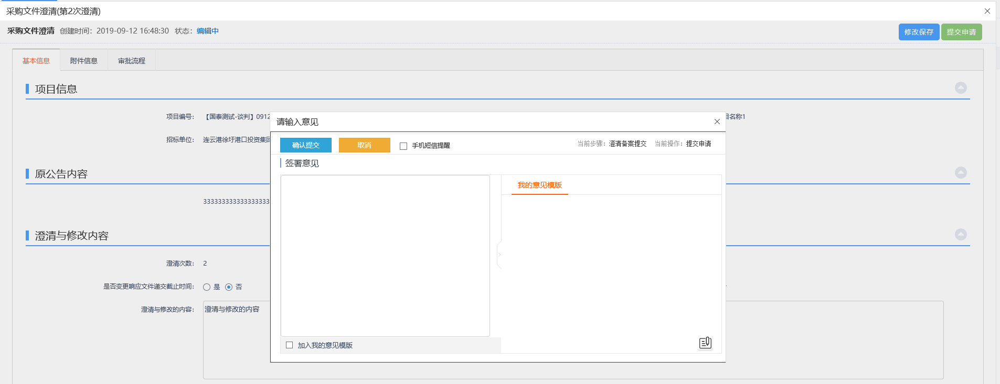 采购文件澄清(第2次澄清)
采购文件澄清 创建时间：2019-09-12 16:48:30 状态：编辑中 修改保存 提交申请
基本信息 附件信息 审批流程
项目信息
项目编号： 【国泰测试-谈判】0912
目名称1
招标单位： 连云港徐圩港口投资集团
原公告内容
333333333333333333
澄清与修改内容
澄清次数： 2
是否变更响应文件递交截止时间： 是 否
澄清与修改的内容： 澄清与修改的内容
请输入意见
确认提交 取消 手机短信提醒 当前步骤：澄清备案提交 当前操作：提交申请
签署意见
我的意见模版
加入我的意见模版